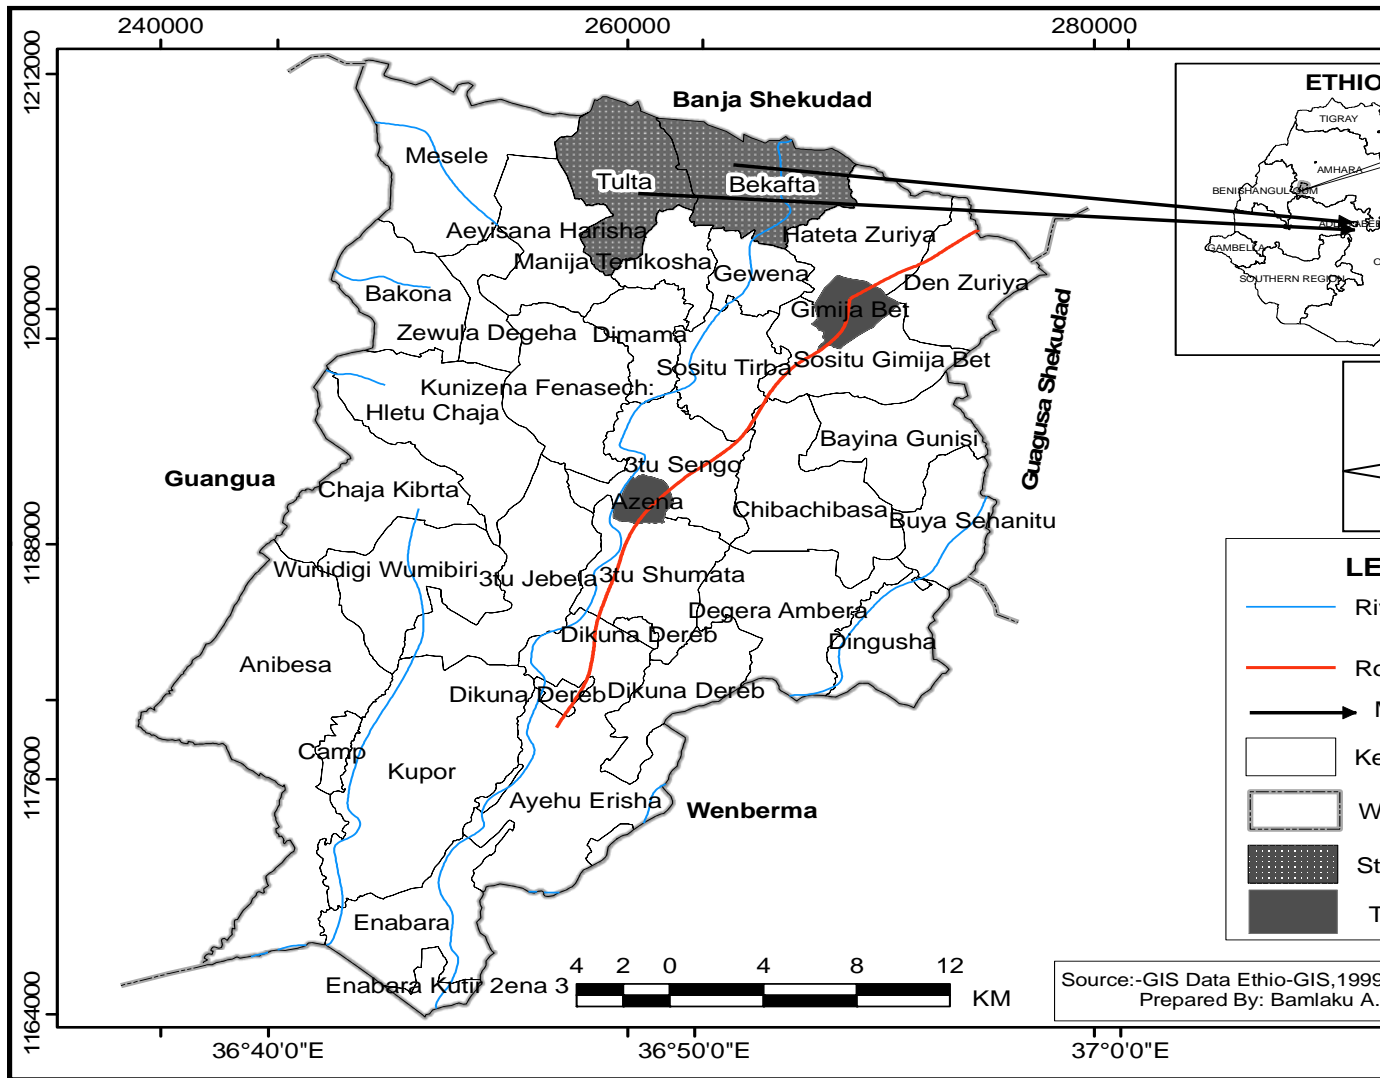 240000
260000
280000
1212000
1200000
1188000
1176000
1164000
Banja Shekudad
Mesele
Tulta
Bekafta
Aeyisana Harisha
Hateta Zuriya
Manija Tenikosha
Gewena
Den Zuriya
Bakona
Gimija Bet
Zewula Degeha
Dimama
Sositu Tirba
Sositu Gimija Bet
Kunizena Fenasech:
Hletu Chaja
Guagusa Shekudad
Bayina Gunisi
3tu Sengo
Guangua
Chaja Kibrta
Azena
Chibachibasa
Buya Sehanitu
Wunidigi Wumibiri
3tu Jebela
3tu Shumata
Degera Ambera
Dikuna Dereb
Dingusha
Anibesa
Dikuna Dereb
Dikuna Dereb
Camp
Kupor
Ayehu Erisha
Wenberma
Enabara
Enabara Kutir 2ena 3
4 2 0 4 8 12
KM
36°40'0"E
36°50'0"E
37°0'0"E
ETHIO
TIGRAY
AMHARA
GAMBELLA
SOUTHERN REGION
LE
Ri
Ro
Ke
W
St
T
Source:-GIS Data Ethio-GIS,1999
Prepared By: Bamlaku A.